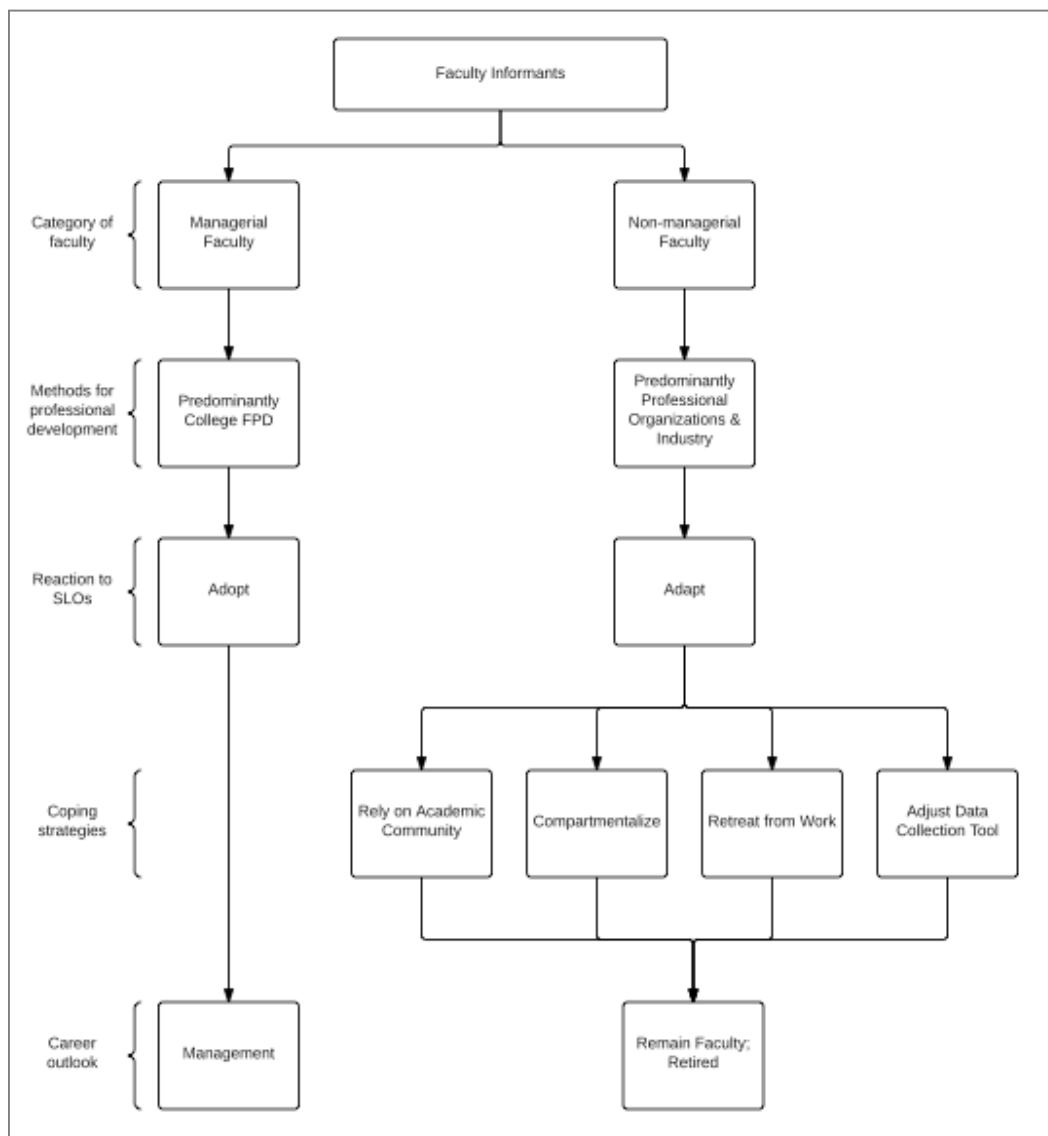 Faculty Informants
Category of
faculty
Managerial
Faculty
Non-managerial
Faculty
Methods for
professional
development
Predominantly
College FPD
Predominantly
Professional
Organizations &
Industry
Reaction to
SLOs
Adopt
Adapt
Coping
strategies
Rely on Academic
Community
Compartmentalize
Retreat from Work
Adjust Data
Collection Tool
Career
outlook
Management
Remain Faculty;
Retired